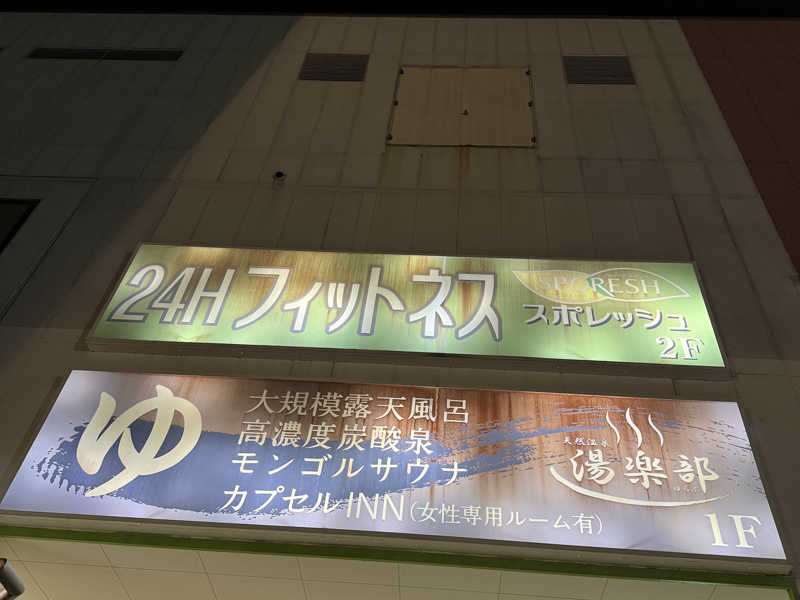 24Hフィットネス
SPORESH
スポレッシュ
2F
ゆ
大規模露天風呂
高濃度炭酸泉
モンゴルサウナ
カプセルINN(女性専用ルーム有)
天然温泉
湯楽部
ゆらぶ
1F